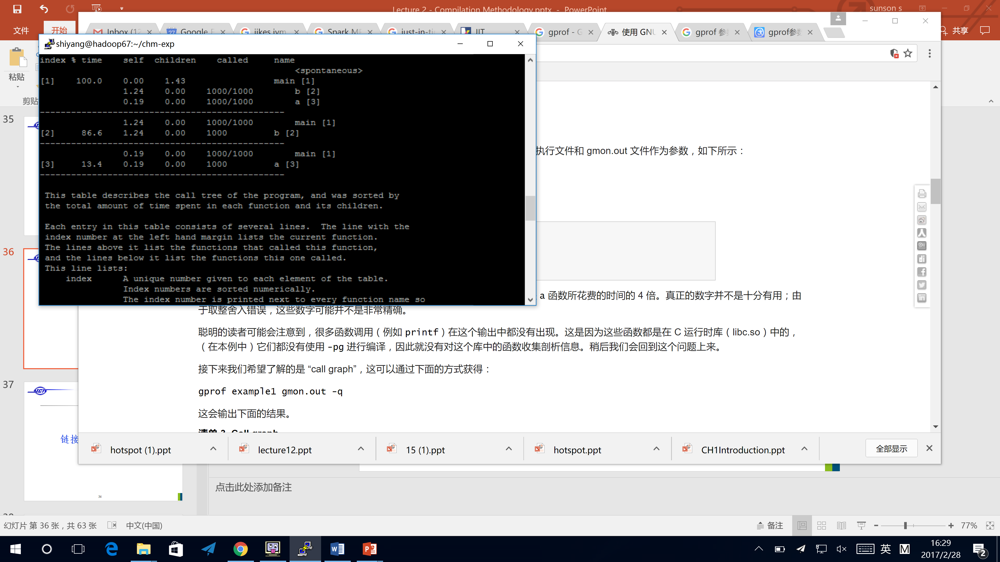 Lecture 2 - Compilation Methodology.pptx - PowerPoint
sunson s
文件
开始
共享
Inbox (12
27
Google
jikes jvm
Spark
just-in-ti
JIT
gprof - G
使用 GNU
gprof 参数
gprof参数
粘贴
剪贴
shiyang@hadoop67:~/chm-exp
index % time    self  children    called     name
<spontaneous>
[1]    100.0    0.00    1.43                 main [1]
1.24    0.00    1000/1000        b [2]
0.19    0.00    1000/1000        a [3]
-----------------------------------------------
1.24    0.00    1000/1000        main [1]
[2]     86.6    1.24    0.00    1000         b [2]
-----------------------------------------------
0.19    0.00    1000/1000        main [1]
[3]     13.4    0.19    0.00    1000         a [3]
-----------------------------------------------
This table describes the call tree of the program, and was sorted by
the total amount of time spent in each function and its children.
Each entry in this table consists of several lines.  The line with the
index number at the left hand margin lists the current function.
The lines above it list the functions that called this function,
and the lines below it list the functions this one called.
This line lists:
index      A unique number given to each element of the table.
Index numbers are sorted numerically.
The index number is printed next to every function name so
执行文件和 gmon.out 文件作为参数，如下所示：
a 函数所花费的时间的 4 倍。真正的数字并不是十分有用；由
于取整舍入错误，这些数字可能并不是非常精确。
聪明的读者可能会注意到，很多函数调用（例如 printf）在这个输出中都没有出现。这是因为这些函数都是在 C 运行时库（libc.so）中的，
（在本例中）它们都没有使用 -pg 进行编译，因此就没有对这个库中的函数收集剖析信息。稍后我们会回到这个问题上来。
接下来我们希望了解的是 “call graph”，这可以通过下面的方式获得：
gprof example1 gmon.out -q
这会输出下面的结果。
35
36
37
链接
34
hotspot (1).ppt
lecture12.ppt
15 (1).ppt
hotspot.ppt
CH1Introduction.ppt
全部显示
点击此处添加备注
幻灯片 第 36 张，共 63 张
中文(中国)
备注
77%
英
M
16:29
2017/2/28
2